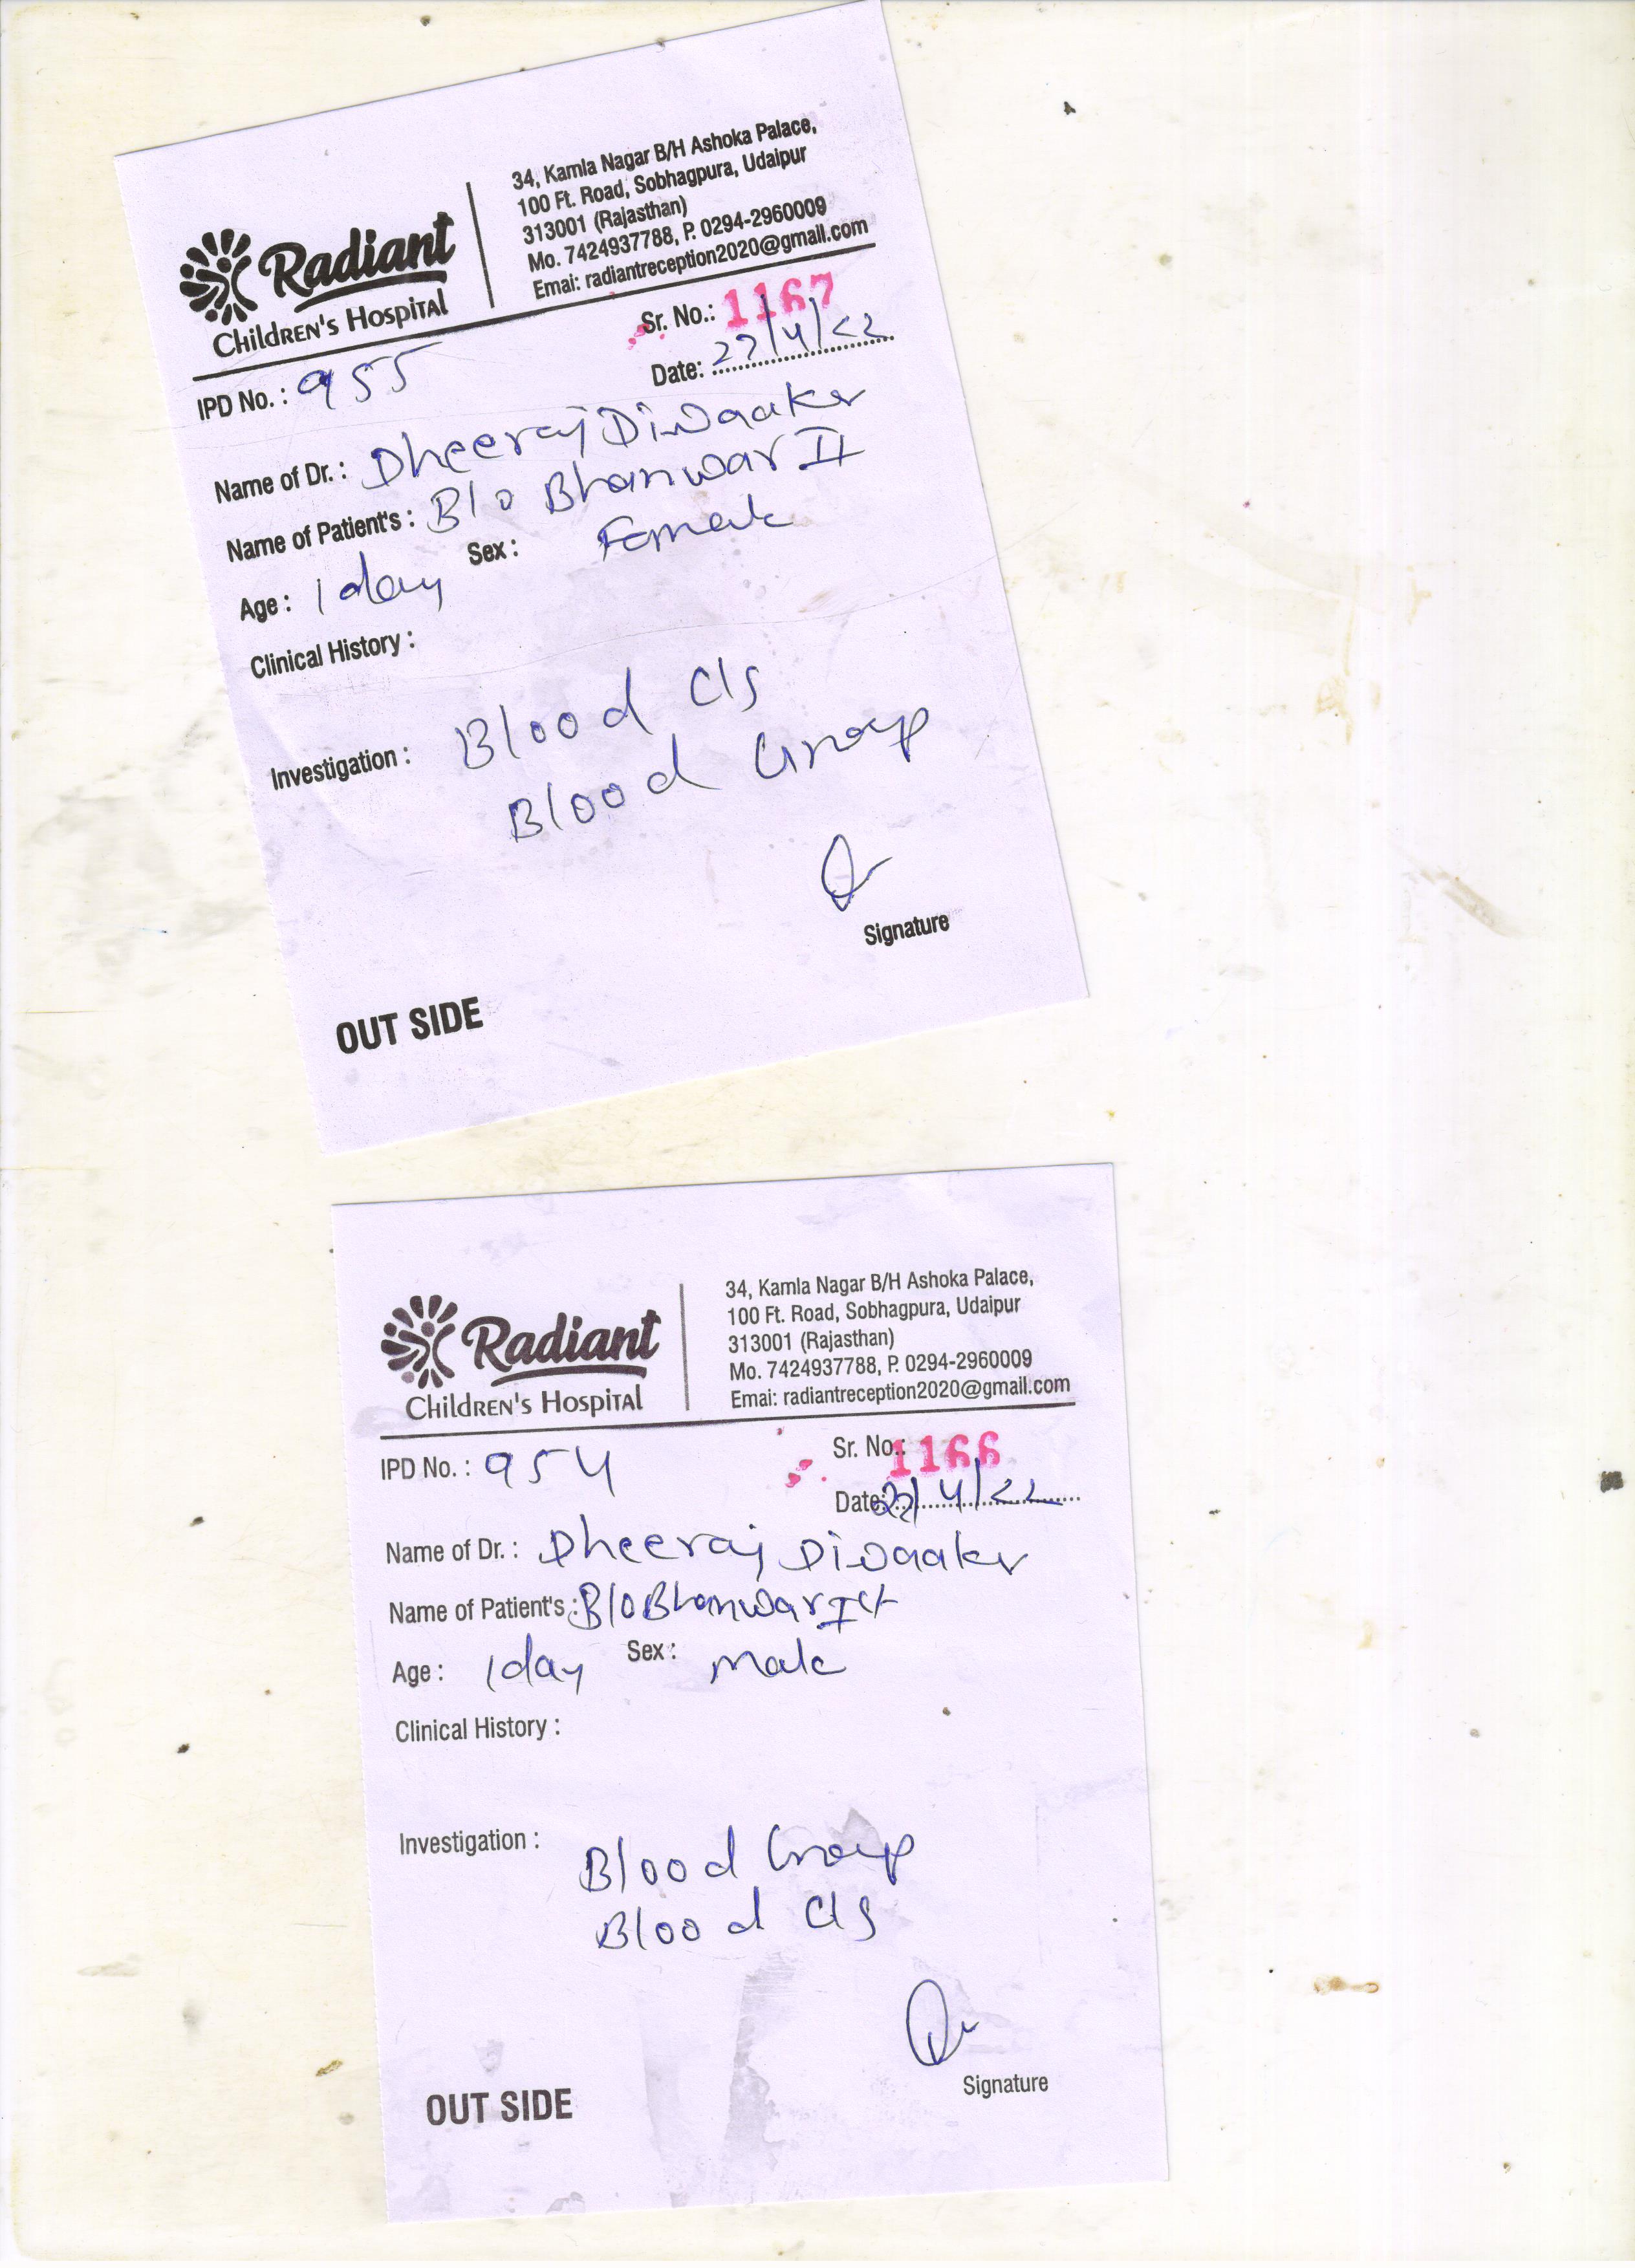 Radiant
Children's Hospital
34, Kamla Nagar B/H Ashoka Palace,
100 Ft. Road, Sobhagpura, Udaipur
313001 (Rajasthan)
Mo. 7424937788, P. 0294-2960009
Emai: radiantreception2020@gmail.com
IPD No. : 955
Sr. No.: 1167
Date: 27/4/22
Name of Dr. : Dheeraj Diwaaker
Name of Patient's : B/o Bhanwar II
Age : 1 day Sex : Female
Clinical History :
Investigation : Blood C/S
Blood Group
Signature
OUT SIDE
Radiant
Children's Hospital
34, Kamla Nagar B/H Ashoka Palace,
100 Ft. Road, Sobhagpura, Udaipur
313001 (Rajasthan)
Mo. 7424937788, P. 0294-2960009
Emai: radiantreception2020@gmail.com
IPD No. : 954
Sr. No.: 1166
Date: 27/4/22
Name of Dr. : Dheeraj Diwaaker
Name of Patient's : B/O Bhanwar Ist
Age : 1day Sex : Male
Clinical History :
Investigation : Blood Group
Blood C/S
Signature
OUT SIDE